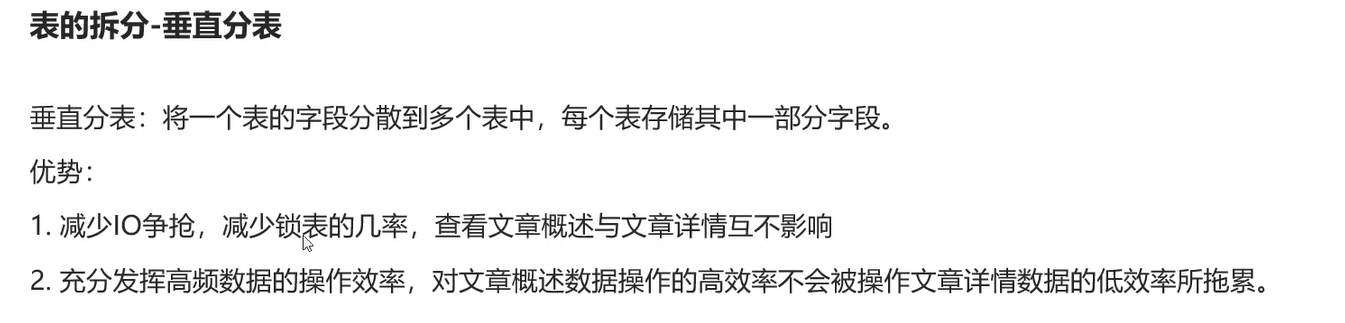 表的拆分-垂直分表
垂直分表：将一个表的字段分散到多个表中，每个表存储其中一部分字段。
优势：
1. 减少IO争抢，减少锁表的几率，查看文章概述与文章详情互不影响
2. 充分发挥高频数据的操作效率，对文章概述数据操作的高效率不会被操作文章详情数据的低效率所拖累。